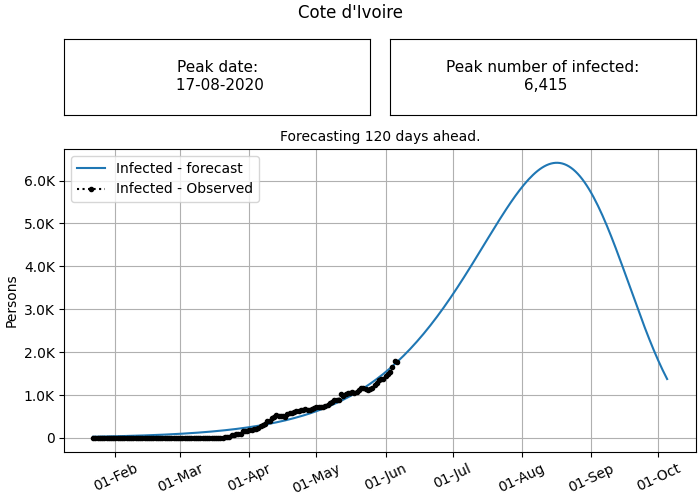 Cote d'Ivoire
Peak date:
17-08-2020
Peak number of infected:
6,415
Forecasting 120 days ahead.
Infected - forecast
Infected - Observed
Persons
6.0K
5.0K
4.0K
3.0K
2.0K
1.0K
0
01-Feb
01-Mar
01-Apr
01-May
01-Jun
01-Jul
01-Aug
01-Sep
01-Oct